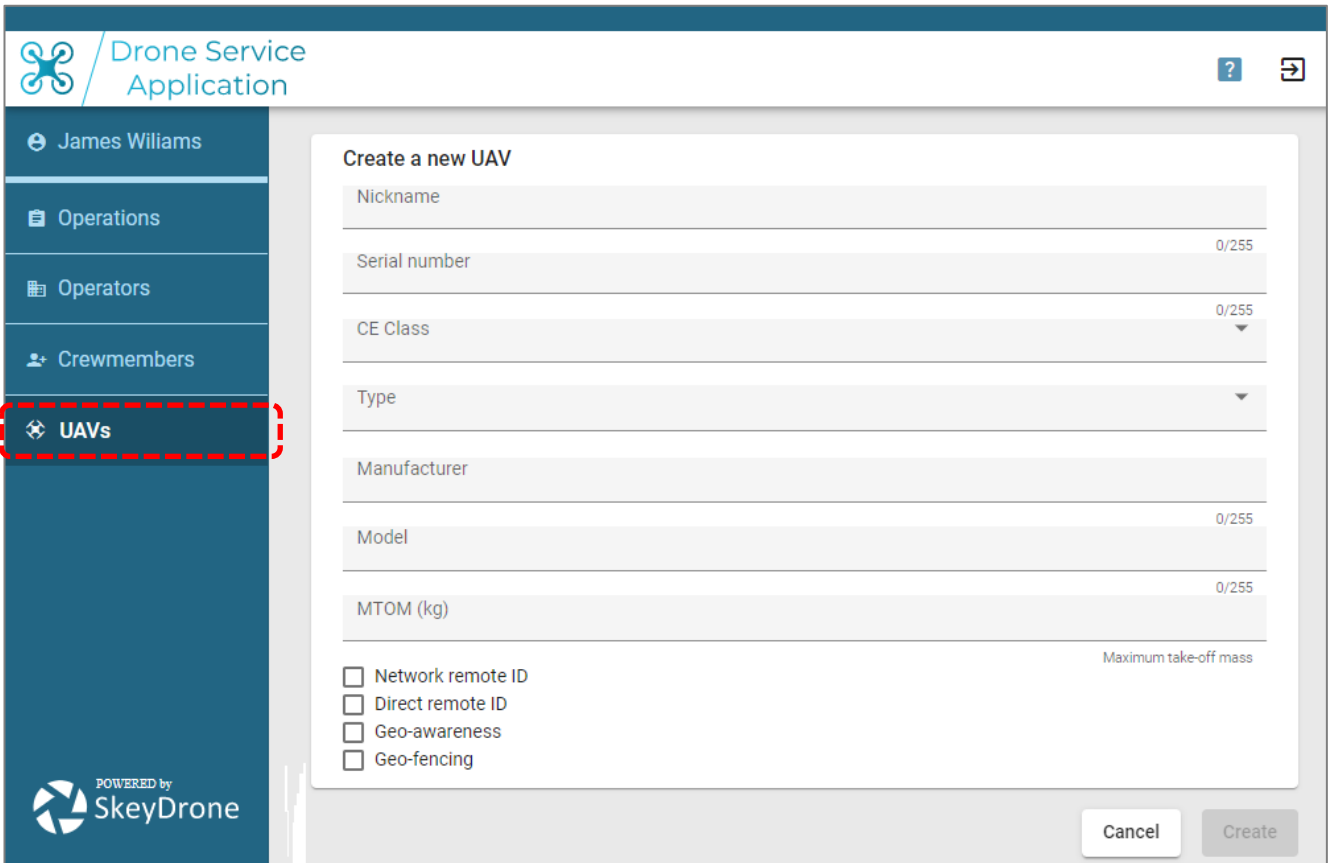 Drone Service
Application
?
James Wiliams
Operations
Operators
Crewmembers
UAVs
POWERED by
SkeyDrone
Create a new UAV
Nickname
0/255
Serial number
0/255
CE Class
Type
Manufacturer
0/255
Model
0/255
MTOM (kg)
Maximum take-off mass
Network remote ID
Direct remote ID
Geo-awareness
Geo-fencing
Cancel
Create